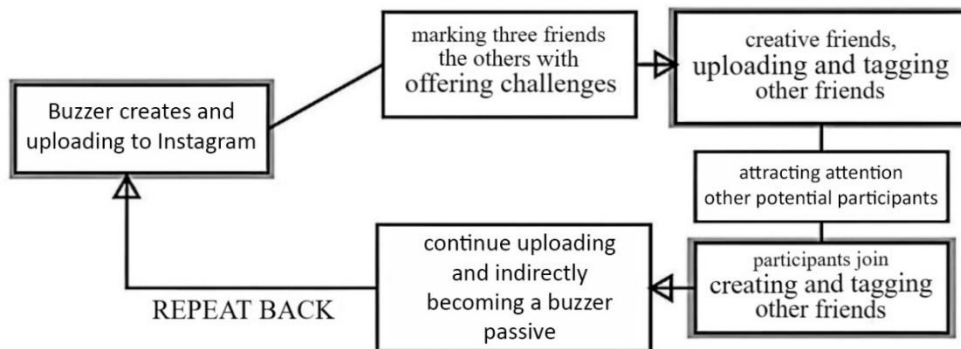 Buzzer creates and
uploading to Instagram
marking three friends
the others with
offering challenges
creative friends,
uploading and tagging
other friends
attracting attention
other potential participants
participants join
creating and tagging
other friends
continue uploading
and indirectly
becoming a buzzer
passive
REPEAT BACK